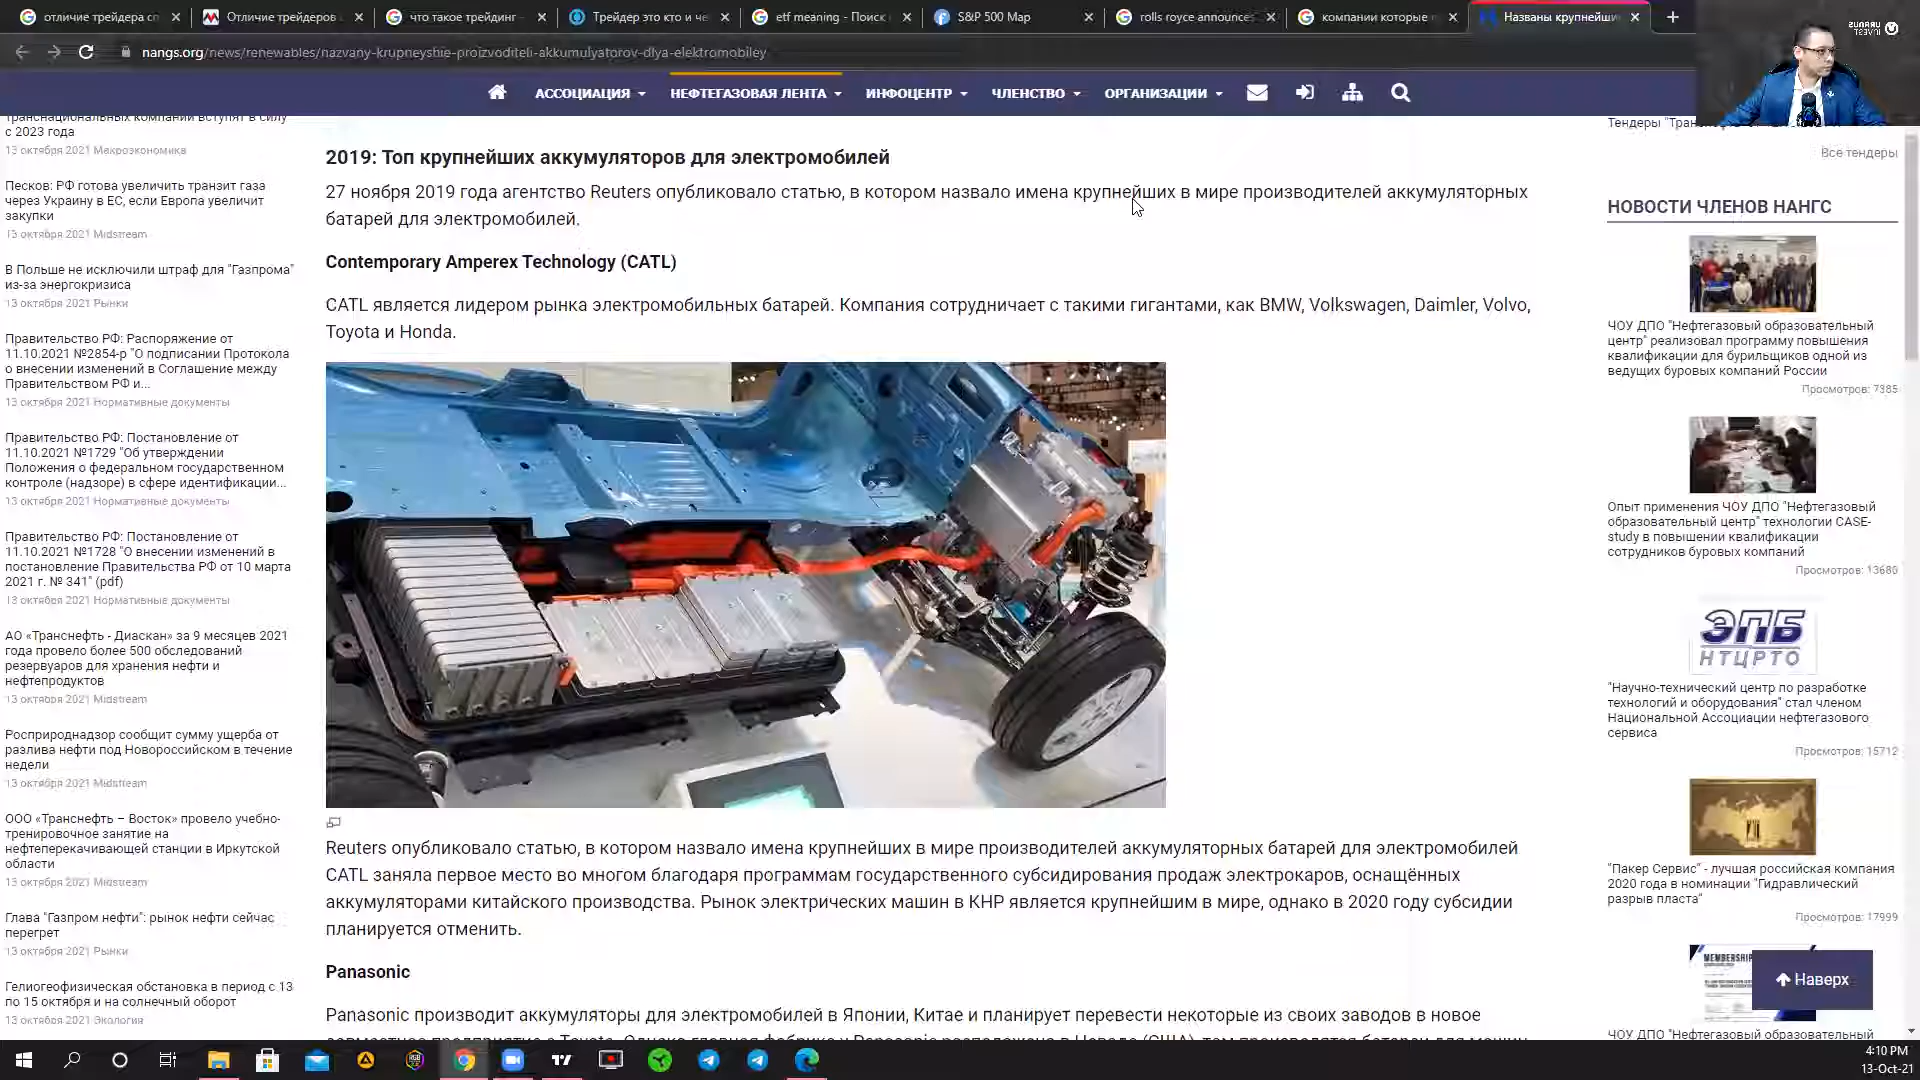 отличие трейдера сп
Отличие трейдеров
что такое трейдинг -
Трейдер это кто и че
etf meaning - Поиск
S&P 500 Map
rolls royce announce
компании которые
Названы крупнейши
nangs.org/news/renewables/nazvany-krupneyshie-proizvoditeli-akkumulyatorov-dlya-elektromobiley
АССОЦИАЦИЯ
НЕФТЕГАЗОВАЯ ЛЕНТА
ИНФОЦЕНТР
ЧЛЕНСТВО
ОРГАНИЗАЦИИ
транснациональных компаний вступят в силу
с 2023 года
13 октября 2021 Макроэкономика
Песков: РФ готова увеличить транзит газа
через Украину в ЕС, если Европа увеличит
закупки
13 октября 2021 Midstream
В Польше не исключили штраф для "Газпрома"
из-за энергокризиса
13 октября 2021 Рынки
Правительство РФ: Распоряжение от
11.10.2021 №2854-р "О подписании Протокола
о внесении изменений в Соглашение между
Правительством РФ и...
13 октября 2021 Нормативные документы
Правительство РФ: Постановление от
11.10.2021 №1729 "Об утверждении
Положения о федеральном государственном
контроле (надзоре) в сфере идентификации...
13 октября 2021 Нормативные документы
Правительство РФ: Постановление от
11.10.2021 №1728 "О внесении изменений в
постановление Правительства РФ от 10 марта
2021 г. № 341" (pdf)
13 октября 2021 Нормативные документы
АО «Транснефть - Диаскан» за 9 месяцев 2021
года провело более 500 обследований
резервуаров для хранения нефти и
нефтепродуктов
13 октября 2021 Midstream
Росприроднадзор сообщит сумму ущерба от
разлива нефти под Новороссийском в течение
недели
13 октября 2021 Midstream
ООО «Транснефть – Восток» провело учебно-
тренировочное занятие на
нефтеперекачивающей станции в Иркутской
области
13 октября 2021 Midstream
Глава "Газпром нефти": рынок нефти сейчас
перегрет
13 октября 2021 Рынки
Гелиогеофизическая обстановка в период с 13
по 15 октября и на солнечный оборот
13 октября 2021 Экология
2019: Топ крупнейших аккумуляторов для электромобилей
27 ноября 2019 года агентство Reuters опубликовало статью, в котором назвало имена крупнейших в мире производителей аккумуляторных
батарей для электромобилей.
Contemporary Amperex Technology (CATL)
CATL является лидером рынка электромобильных батарей. Компания сотрудничает с такими гигантами, как BMW, Volkswagen, Daimler, Volvo,
Toyota и Honda.
Reuters опубликовало статью, в котором назвало имена крупнейших в мире производителей аккумуляторных батарей для электромобилей
CATL заняла первое место во многом благодаря программам государственного субсидирования продаж электрокаров, оснащённых
аккумуляторами китайского производства. Рынок электрических машин в КНР является крупнейшим в мире, однако в 2020 году субсидии
планируется отменить.
Panasonic
Panasonic производит аккумуляторы для электромобилей в Японии, Китае и планирует перевести некоторые из своих заводов в новое
Тендеры
Все тендеры
НОВОСТИ ЧЛЕНОВ НАНГС
ЧОУ ДПО "Нефтегазовый образовательный
центр" реализовал программу повышения
квалификации для бурильщиков одной из
ведущих буровых компаний России
Просмотров: 7385
Опыт применения ЧОУ ДПО "Нефтегазовый
образовательный центр" технологии CASE-
study в повышении квалификации
сотрудников буровых компаний
Просмотров: 13680
ЭПБ
НТЦРТО
"Научно-технический центр по разработке
технологий и оборудования" стал членом
Национальной Ассоциации нефтегазового
сервиса
Просмотров: 15712
"Пакер Сервис" - лучшая российская компания
2020 года в номинации "Гидравлический
разрыв пласта"
Просмотров: 17999
MEMBERSHIP
Наверх
ЧОУ ДПО "Нефтегазовый образовательный
4:10 PM
13-Oct-21